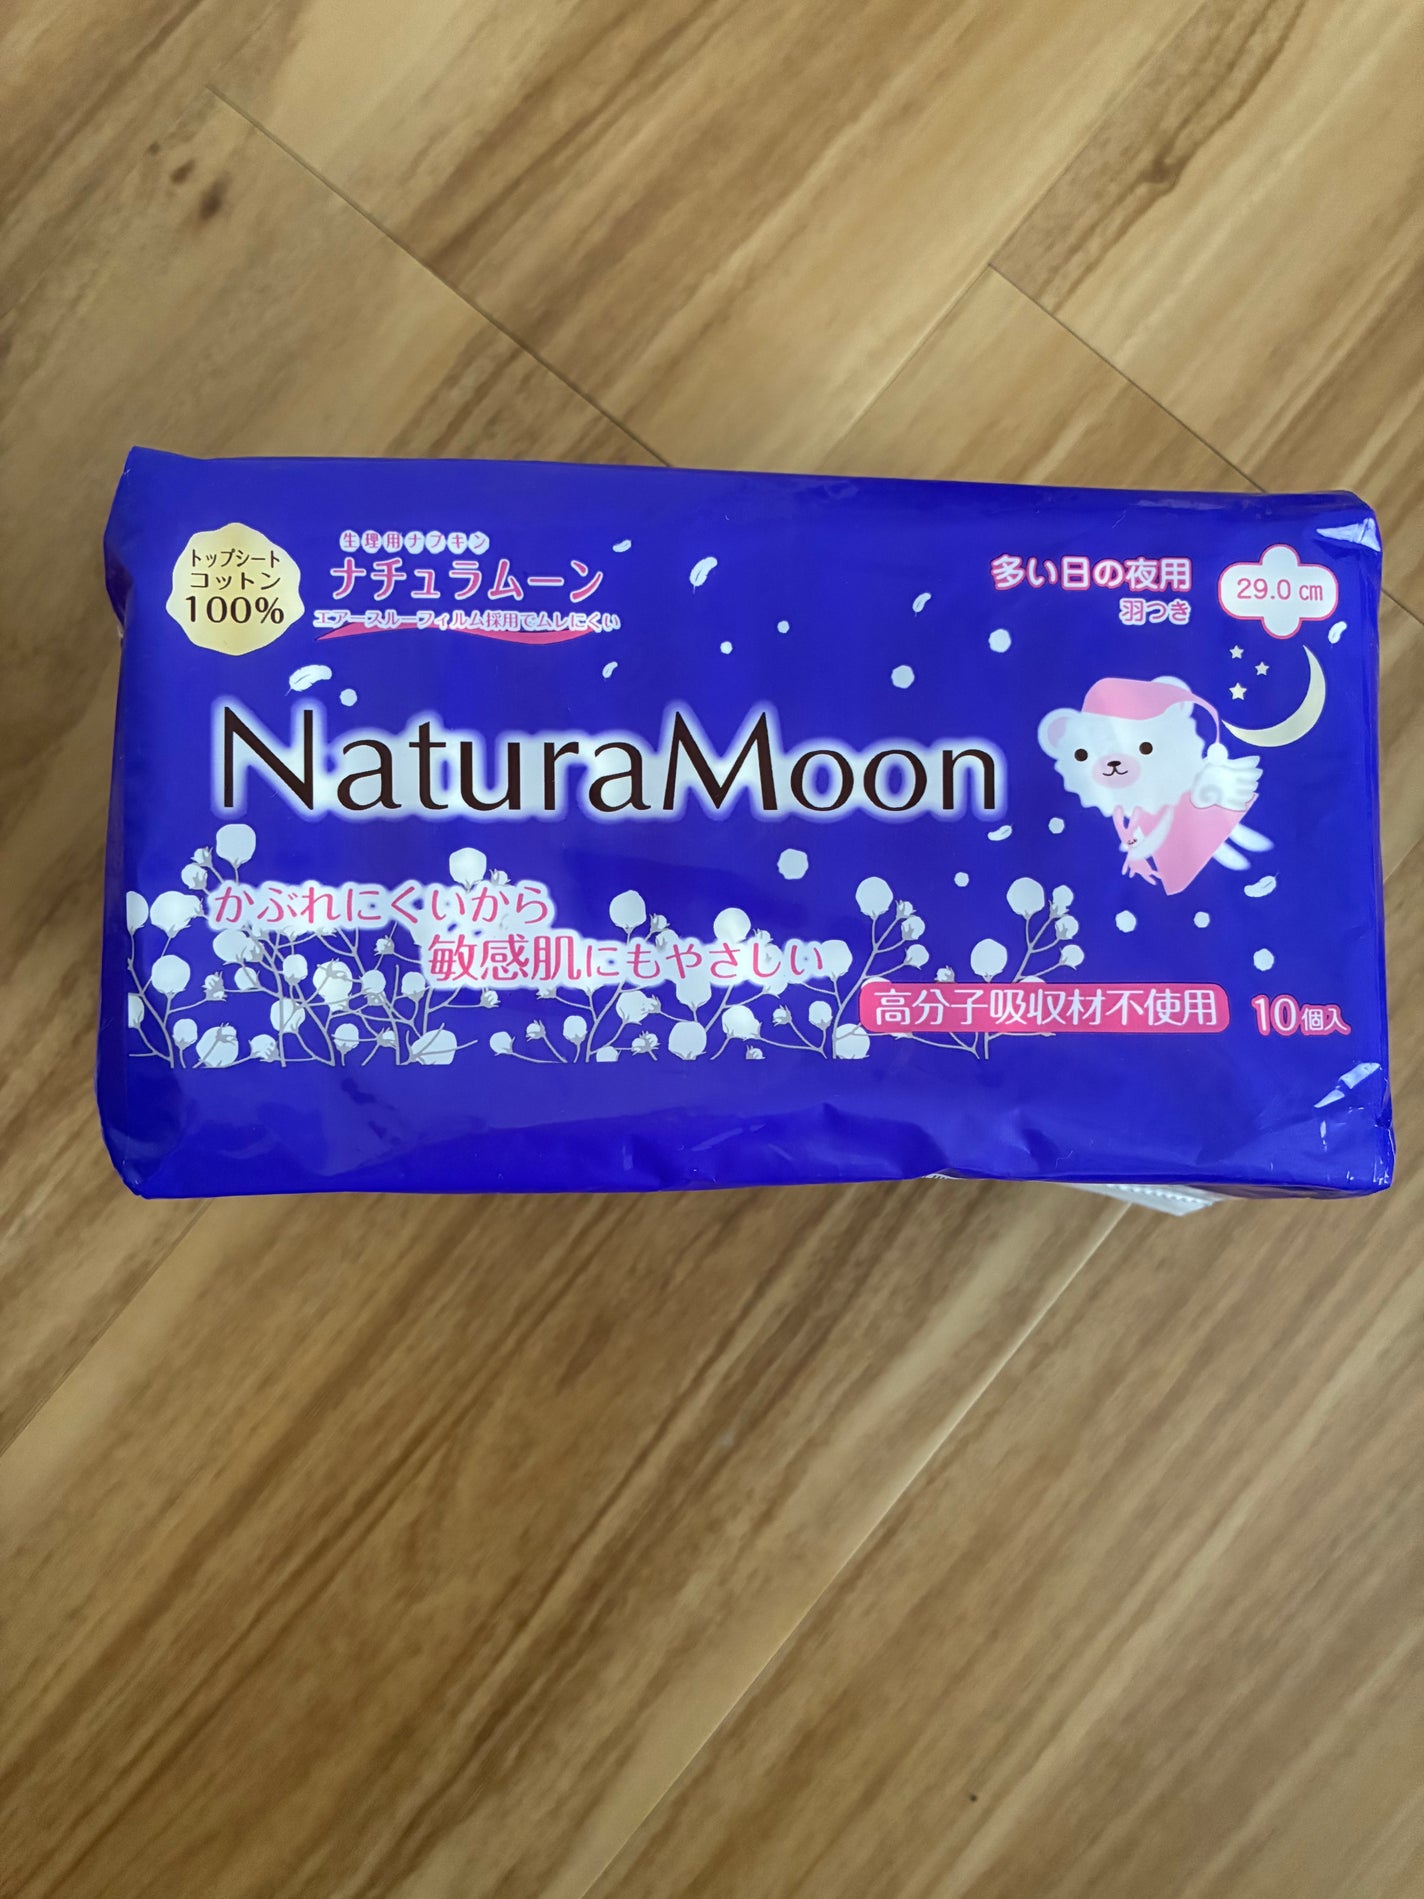 トップシート
コットン
100%
生理用ナプキン
ナチュラムーン
エアースルーフィルム採用でムレにくい
多い日の夜用
羽つき
29.0 cm
NaturaMoon
かぶれにくいから
敏感肌にもやさしい
高分子吸収材不使用
10個入